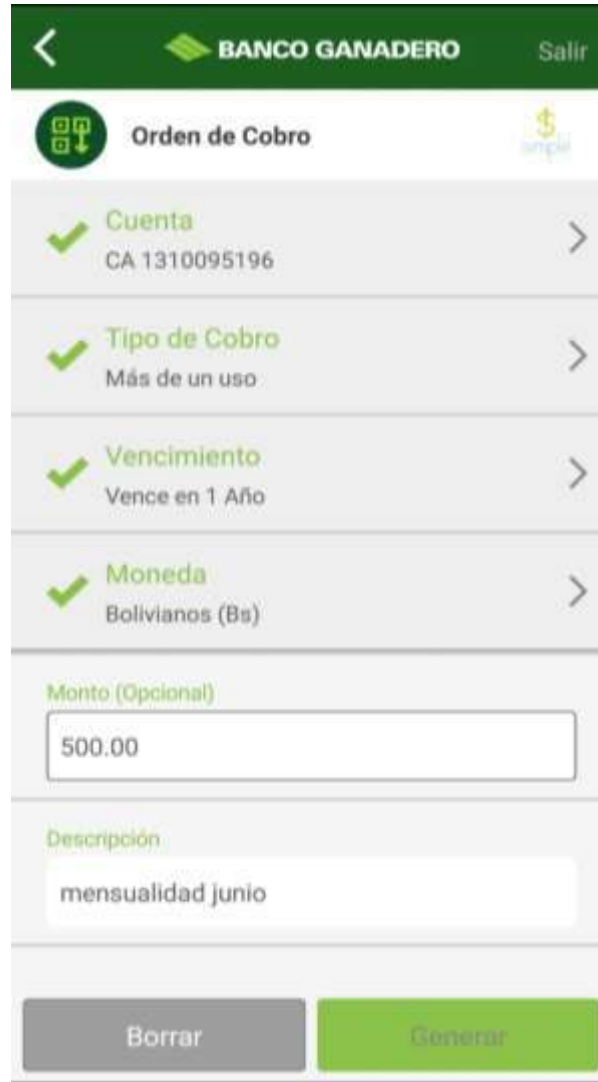 BANCO GANADERO
Salir
Orden de Cobro
$
simple
Cuenta
CA 1310095196
Tipo de Cobro
Más de un uso
Vencimiento
Vence en 1 Año
Moneda
Bolivianos (Bs)
Monto (Opcional)
500.00
Descripción
mensualidad junio
Borrar
Generar